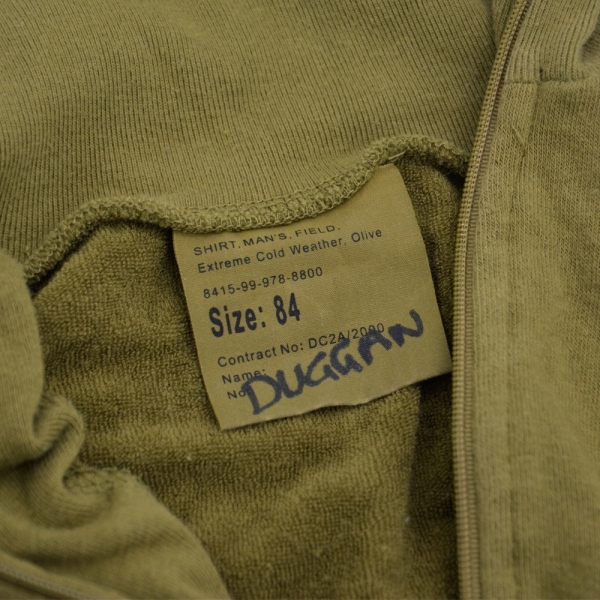 SHIRT, MAN'S, FIELD,
Extreme Cold Weather, Olive
8415-99-978-8800
Size: 84
Contract No: DC2A/2000
Name:
No:
DUGGAN